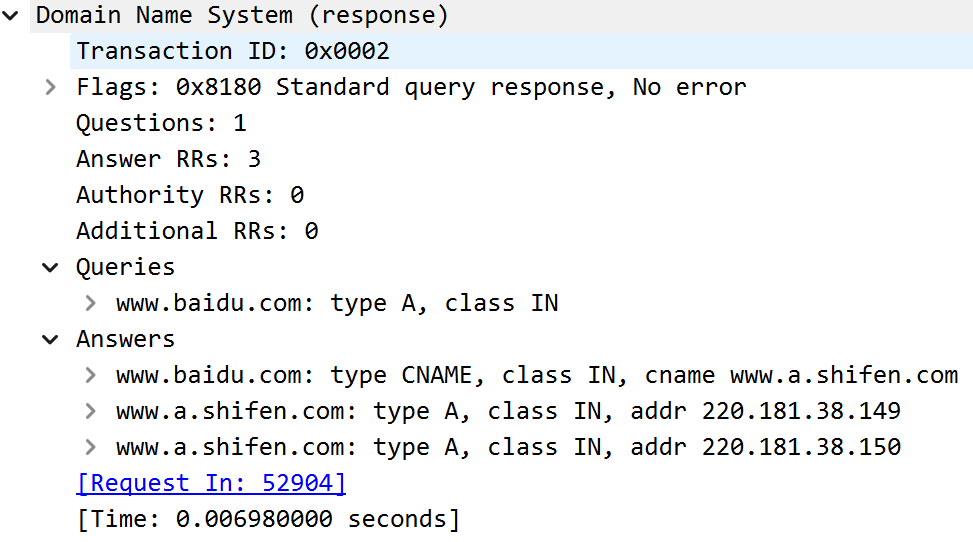 Domain Name System (response)
Transaction ID: 0x0002
Flags: 0x8180 Standard query response, No error
Questions: 1
Answer RRs: 3
Authority RRs: 0
Additional RRs: 0
Queries
www.baidu.com: type A, class IN
Answers
www.baidu.com: type CNAME, class IN, cname www.a.shifen.com
www.a.shifen.com: type A, class IN, addr 220.181.38.149
www.a.shifen.com: type A, class IN, addr 220.181.38.150
[Request In: 52904]
[Time: 0.006980000 seconds]